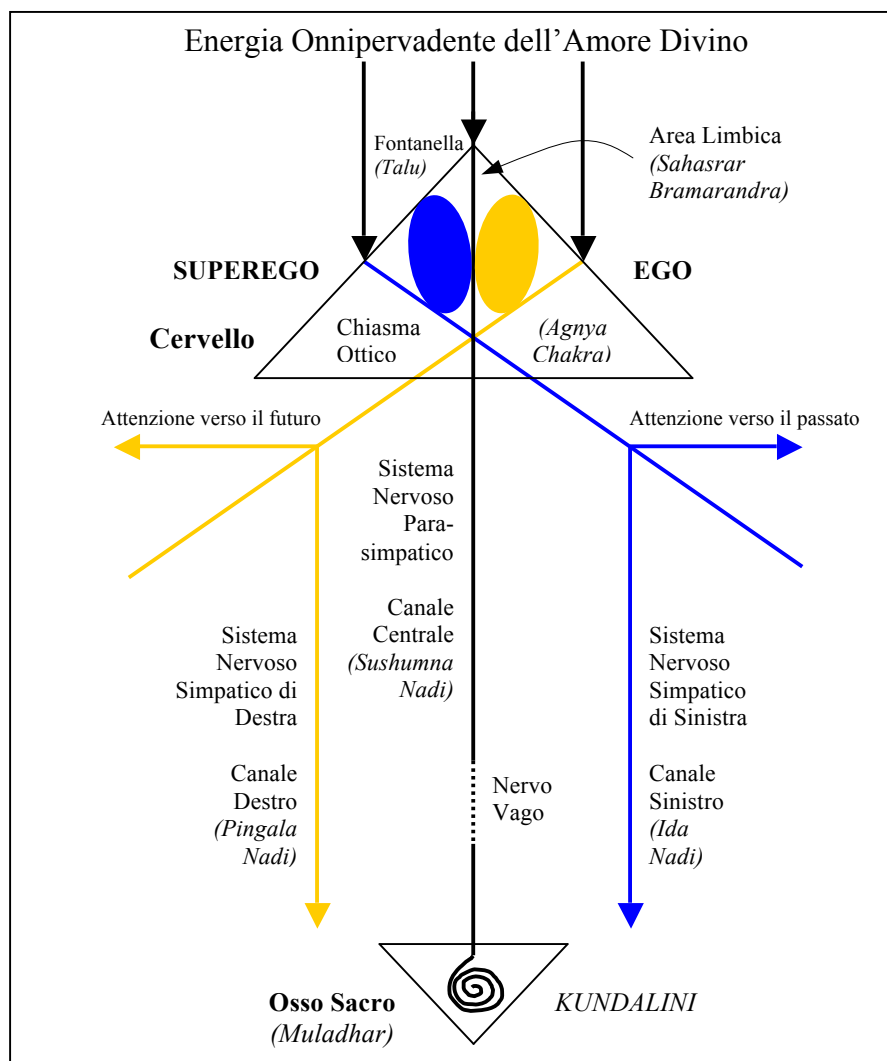 Energia Onnipervadente dell'Amore Divino
Fontanella
(Talu)
Area Limbica
(Sahasrar
Bramarandra)
SUPEREGO
EGO
Cervello
Chiasma
Ottico
(Agnya
Chakra)
Attenzione verso il futuro
Attenzione verso il passato
Sistema
Nervoso
Para-
simpatico
Canale
Centrale
(Sushumna
Nadi)
Sistema
Nervoso
Simpatico di
Destra
Canale
Destro
(Pingala
Nadi)
Sistema
Nervoso
Simpatico
di Sinistra
Canale
Sinistro
(Ida
Nadi)
Nervo
Vago
Osso Sacro
(Muladhar)
KUNDALINI